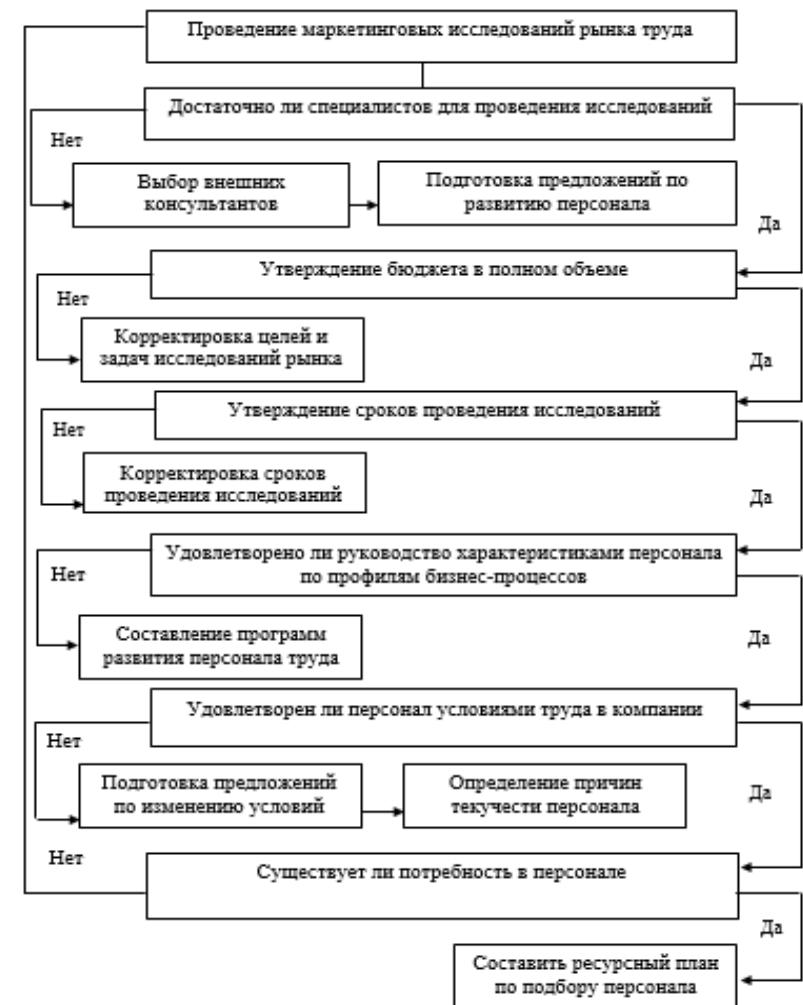 Проведение маркетинговых исследований рынка труда
Достаточно ли специалистов для проведения исследований
Нет
Выбор внешних
консультантов
Подготовка предложений по
развитию персонала
Да
Утверждение бюджета в полном объеме
Нет
Корректировка целей и
задач исследований рынка
Да
Утверждение сроков проведения исследований
Нет
Корректировка сроков
проведения исследований
Да
Удовлетворено ли руководство характеристиками персонала
по профилям бизнес-процессов
Нет
Составление программ
развития персонала труда
Да
Удовлетворен ли персонал условиями труда в компании
Нет
Подготовка предложений
по изменению условий
Определение причин
текучести персонала
Да
Нет
Существует ли потребность в персонале
Да
Составить ресурсный план
по подбору персонала